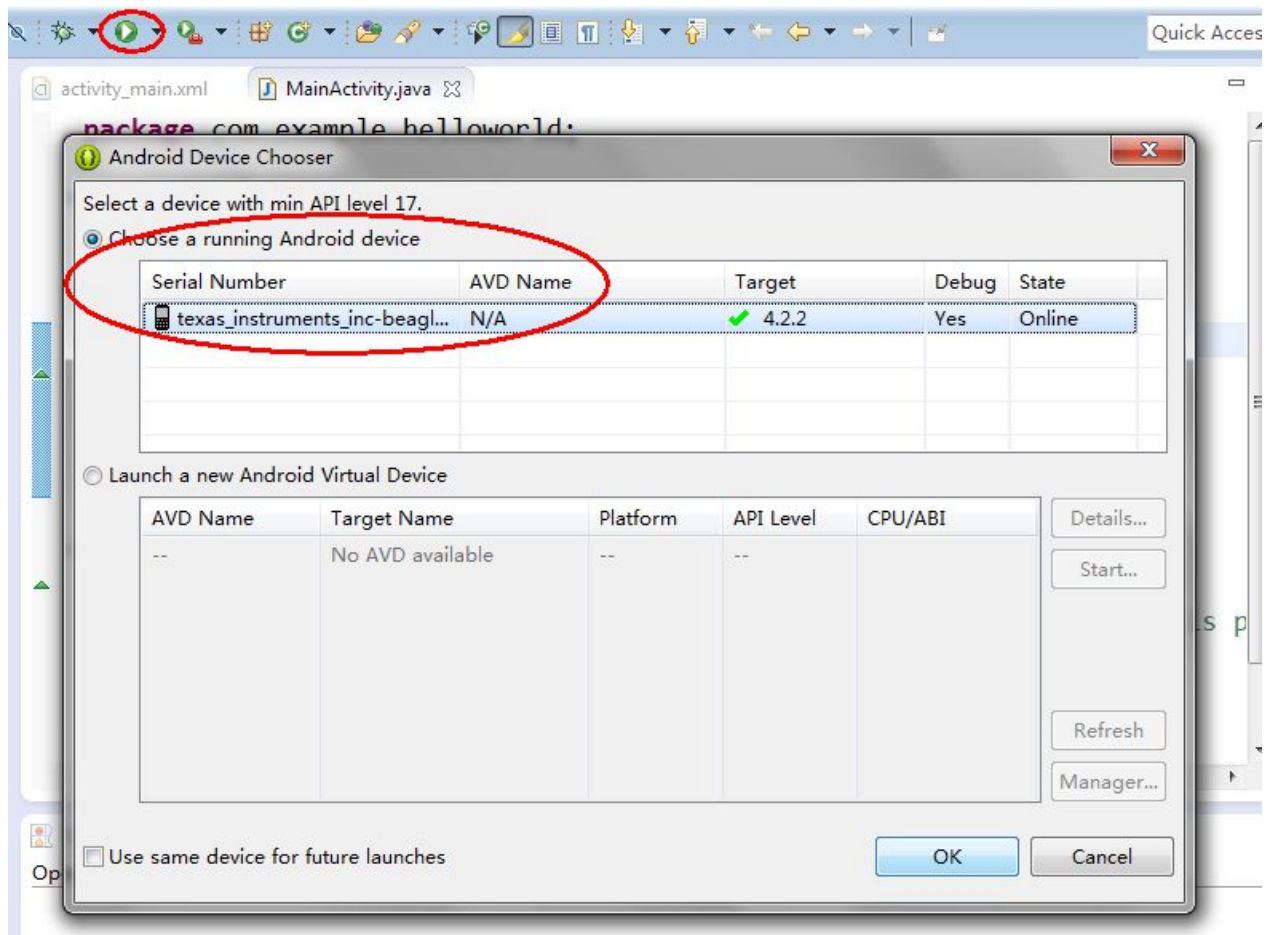 Quick Acces
activity_main.xml MainActivity.java
package com.example.helloworld;
Android Device Chooser
Select a device with min API level 17.
Choose a running Android device
Serial Number AVD Name Target Debug State
texas_instruments_inc-beagl... N/A 4.2.2 Yes Online
Launch a new Android Virtual Device
AVD Name Target Name Platform API Level CPU/ABI Details...
-- No AVD available -- --
Start...
s p
Refresh
Manager...
Use same device for future launches OK Cancel
Op